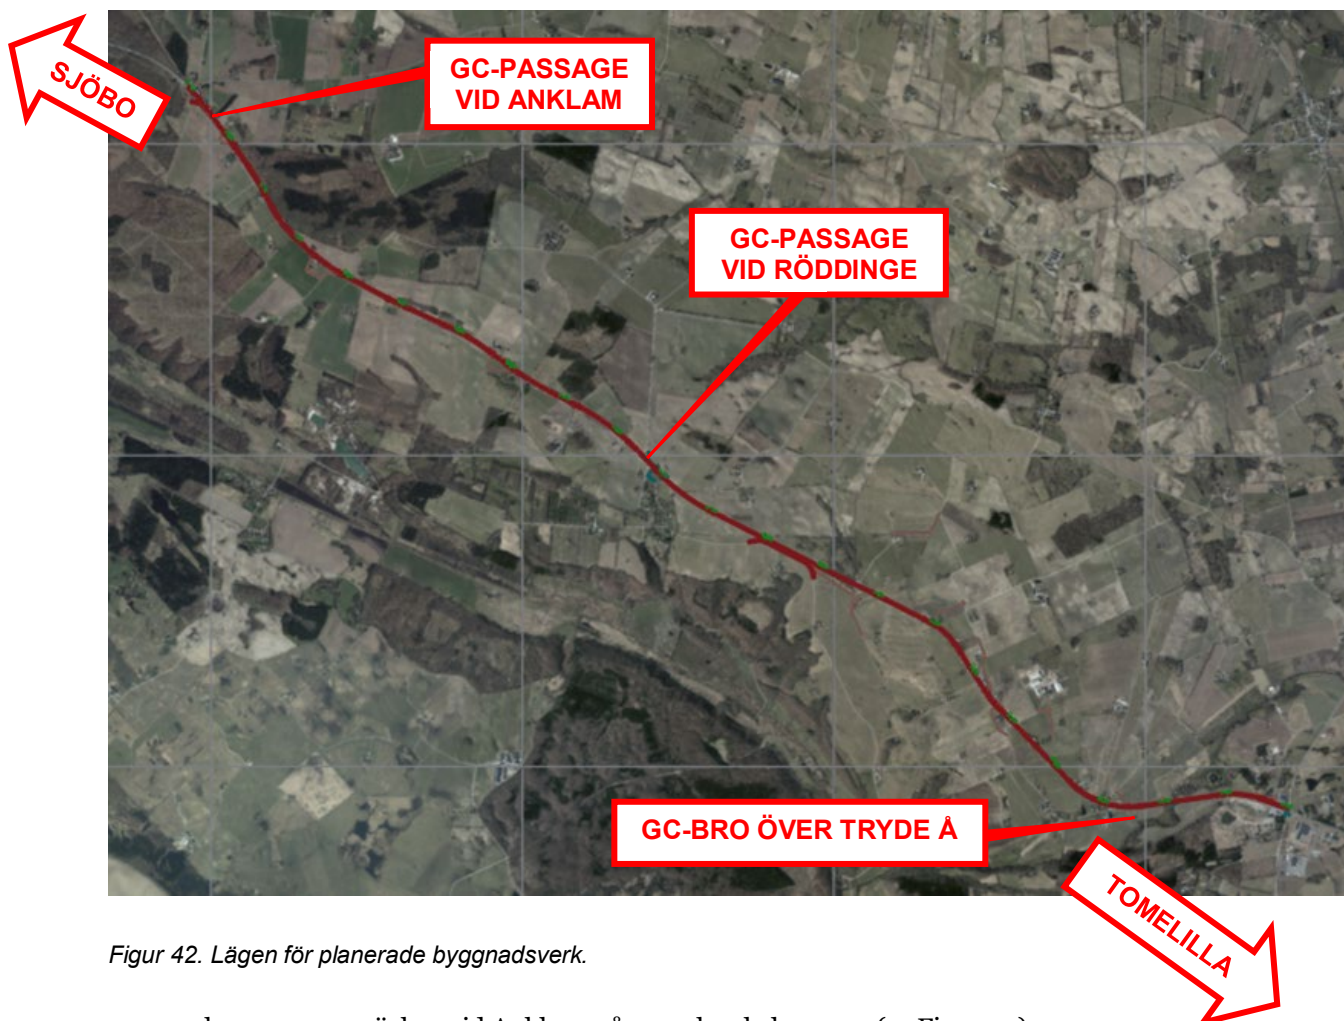 SJÖBO
GC-PASSAGE
VID ANKLAM
GC-PASSAGE
VID RÖDDINGE
GC-BRO ÖVER TRYDE Å
TOMELILLA
Figur 42. Lägen för planerade byggnadsverk.